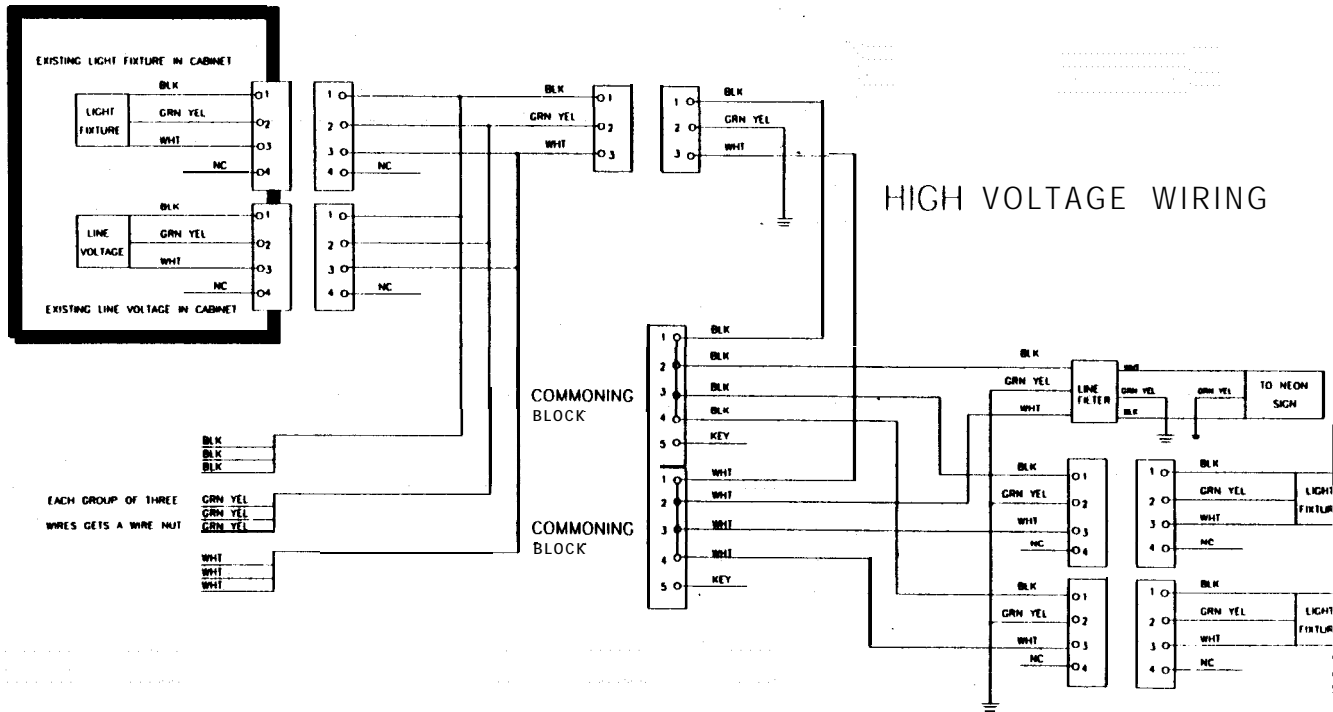 EXISTING LIGHT FIXTURE IN CABINET
BLK
LIGHT
FIXTURE
GRN YEL
WHT
NC
1
2
3
4
1
2
3
4
NC
BLK
GRN YEL
WHT
1
2
3
1
2
3
BLK
GRN YEL
WHT
HIGH VOLTAGE WIRING
BLK
LINE
VOLTAGE
GRN YEL
WHT
NC
1
2
3
4
1
2
3
4
NC
EXISTING LINE VOLTAGE IN CABINET
COMMONING
BLOCK
1
2
3
4
5
BLK
BLK
BLK
BLK
KEY
BLK
GRN YEL
WHT
LINE
FILTER
WHT
GRN YEL
BLK
GRN YEL
TO NEON
SIGN
BLK
BLK
BLK
EACH GROUP OF THREE
WIRES GETS A WIRE NUT
GRN YEL
GRN YEL
GRN YEL
WHT
WHT
WHT
COMMONING
BLOCK
1
2
3
4
5
WHT
WHT
WHT
WHT
KEY
BLK
GRN YEL
WHT
NC
1
2
3
4
1
2
3
4
BLK
GRN YEL
WHT
NC
LIGHT
FIXTUR
BLK
GRN YEL
WHT
NC
1
2
3
4
1
2
3
4
BLK
GRN YEL
WHT
NC
LIGHT
FIXTUR